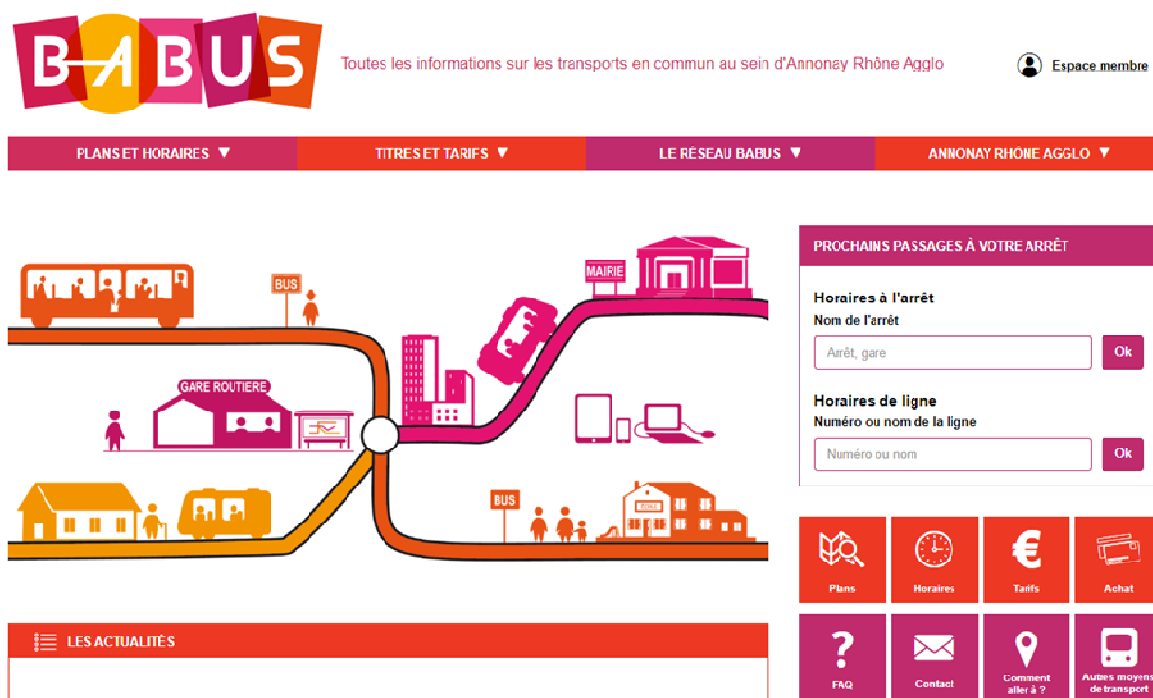 BABUS
Toutes les informations sur les transports en commun au sein d'Annonay Rhône Agglo
Espace membre
PLANS ET HORAIRES ▼
TITRES ET TARIFS ▼
LE RÉSEAU BABUS ▼
ANNONAY RHÔNE AGGLO ▼
PROCHAINS PASSAGES À VOTRE ARRÊT
Horaires à l'arrêt
Nom de l'arrêt
Arrêt, gare
Ok
Horaires de ligne
Numéro ou nom de la ligne
Numéro ou nom
Ok
BUS
MAIRIE
GARE ROUTIERE
BUS
ECOLE
Plans
Horaires
€
Tarifs
Achat
?
FAQ
Contact
Comment
aller à ?
Autres moyens
de transport
LES ACTUALITÉS